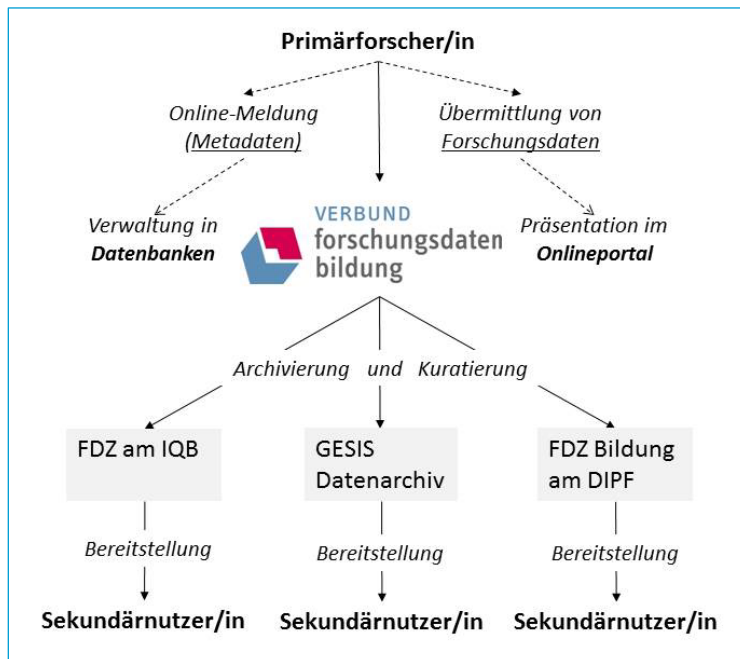 Primärforscher/in
Online-Meldung
(Metadaten)
Übermittlung von
Forschungsdaten
Verwaltung in
Datenbanken
VERBUND
forschungsdaten
bildung
Präsentation im
Onlineportal
Archivierung und Kuratierung
FDZ am IQB
GESIS
Datenarchiv
FDZ Bildung
am DIPF
Bereitstellung
Bereitstellung
Bereitstellung
Sekundärnutzer/in
Sekundärnutzer/in
Sekundärnutzer/in